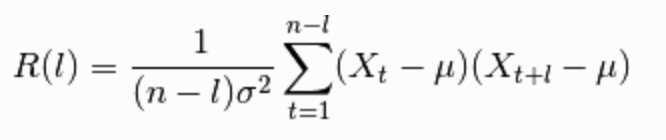 R(l) = \frac{1}{(n-l)\sigma^2} \sum_{t=1}^{n-l} (X_t - \mu)(X_{t+l} - \mu)